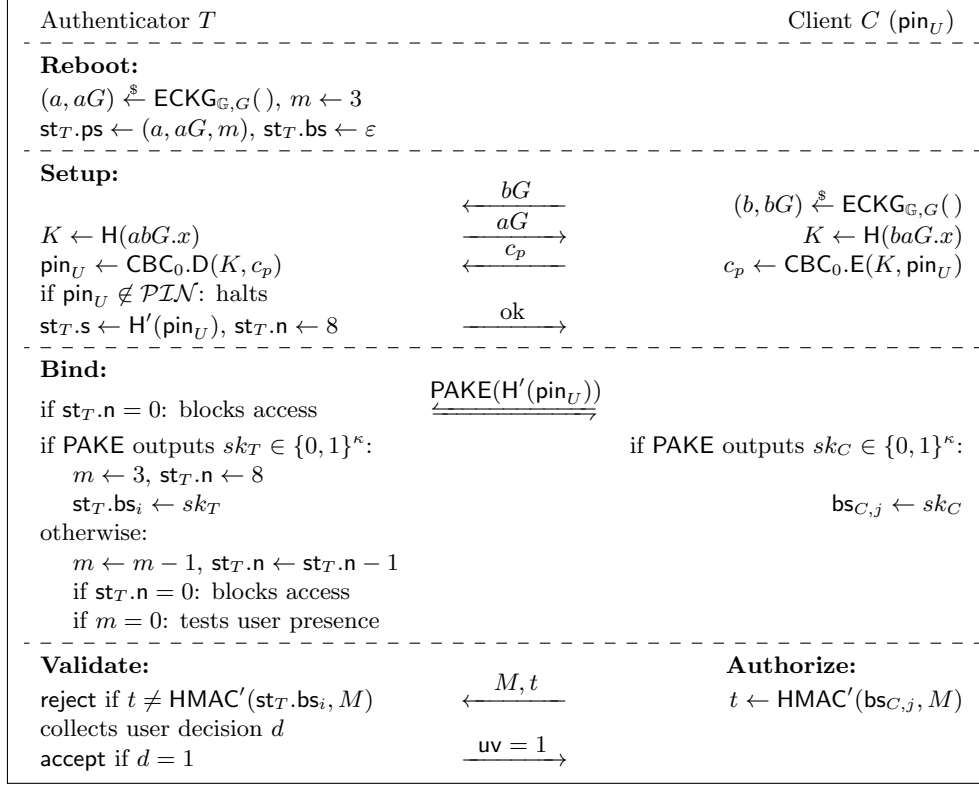 Authenticator T Client C (pin_U)
Reboot:
(a, aG) ←$ ECKG_{𝔾,G}( ), m ← 3
st_T.ps ← (a, aG, m), st_T.bs ← ε
Setup:
bG (b, bG) ←$ ECKG_{𝔾,G}( )
K ← H(abG.x) aG K ← H(baG.x)
pin_U ← CBC_0.D(K, c_p) c_p c_p ← CBC_0.E(K, pin_U)
if pin_U ∉ 𝒫ℐ𝒩: halts
st_T.s ← H′(pin_U), st_T.n ← 8 ok
Bind:
if st_T.n = 0: blocks access PAKE(H′(pin_U))
if PAKE outputs sk_T ∈ {0, 1}^κ: if PAKE outputs sk_C ∈ {0, 1}^κ:
m ← 3, st_T.n ← 8
st_T.bs_i ← sk_T bs_{C,j} ← sk_C
otherwise:
m ← m − 1, st_T.n ← st_T.n − 1
if st_T.n = 0: blocks access
if m = 0: tests user presence
Validate: Authorize:
reject if t ≠ HMAC′(st_T.bs_i, M) M, t t ← HMAC′(bs_{C,j}, M)
collects user decision d
accept if d = 1 uv = 1